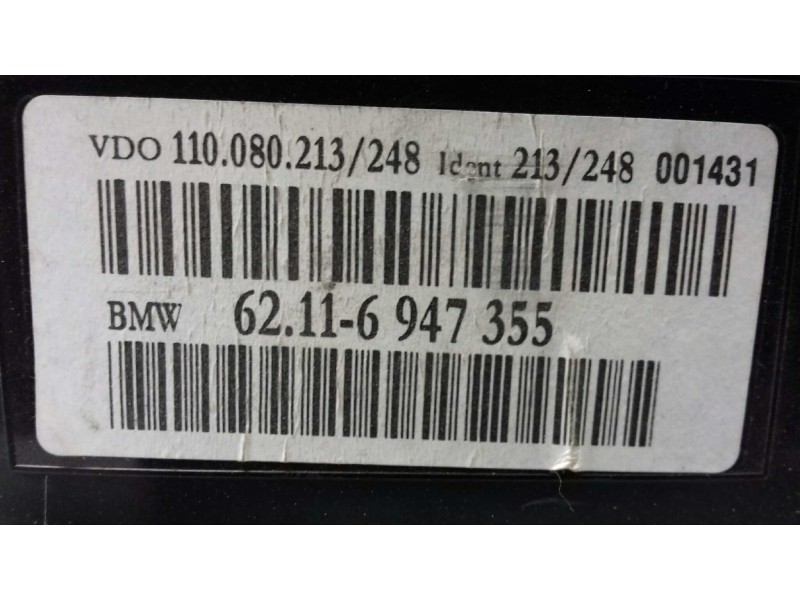 VDO 110.080.213/248 Ident 213/248 001431
BMW 62.11-6 947 355